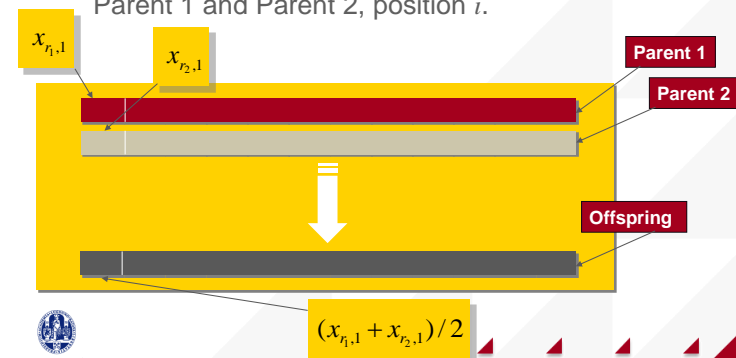 Parent 1 and Parent 2, position i.
x_{r_1,1}
x_{r_2,1}
Parent 1
Parent 2
Offspring
(x_{r_1,1} + x_{r_2,1}) / 2